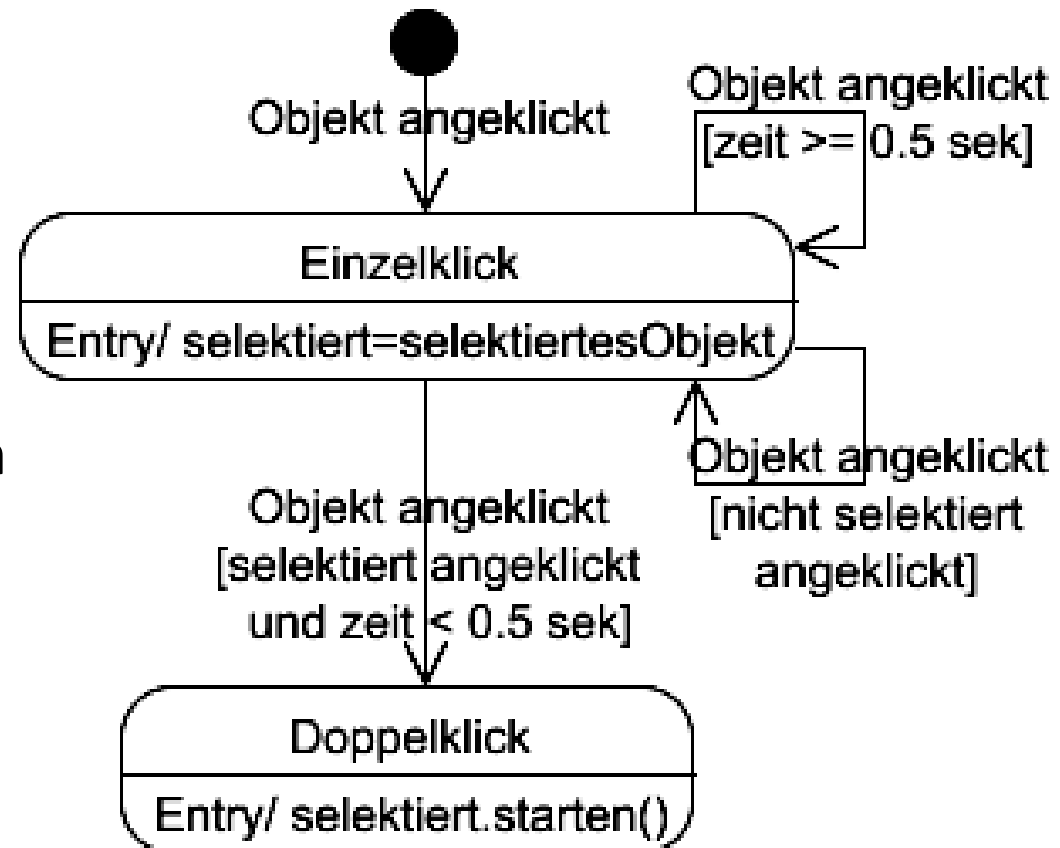 Objekt angeklickt
Objekt angeklickt
[zeit >= 0.5 sek]
Einzelklick
Entry/ selektiert=selektiertesObjekt
n
Objekt angeklickt
[nicht selektiert
angeklickt]
Objekt angeklickt
[selektiert angeklickt
und zeit < 0.5 sek]
Doppelklick
Entry/ selektiert.starten()